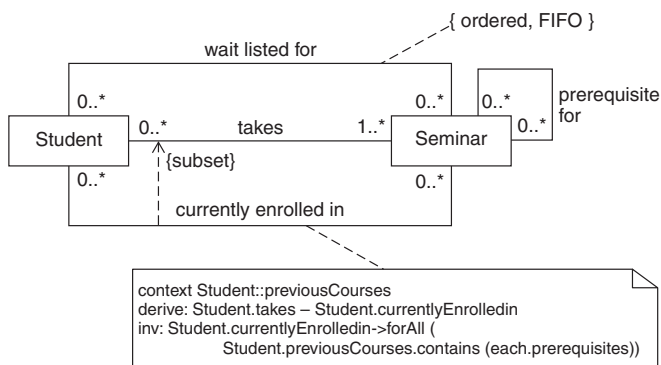 { ordered, FIFO }
wait listed for
0..*
0..*
0..*
prerequisite
for
0..*
takes
1..*
0..*
Student
Seminar
{subset}
0..*
0..*
currently enrolled in
context Student::previousCourses
derive: Student.takes – Student.currentlyEnrolledin
inv: Student.currentlyEnrolledin->forAll (
Student.previousCourses.contains (each.prerequisites))